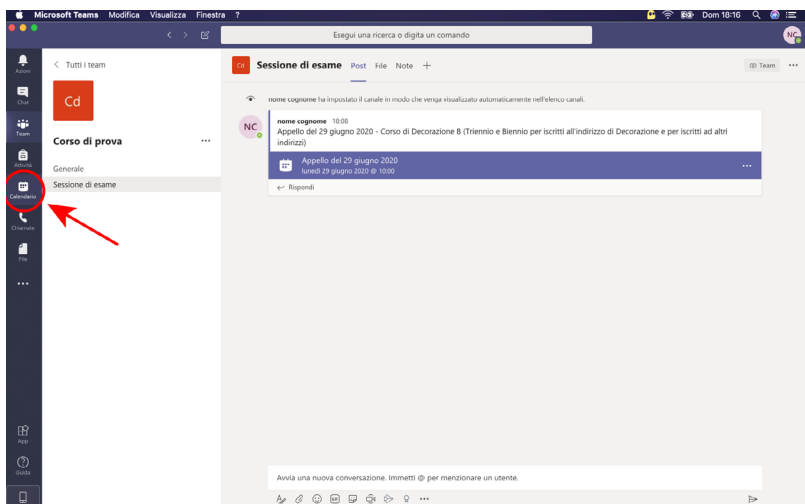 Microsoft Teams Modifica Visualizza Finestra ? Dom 18:16
Esegui una ricerca o digita un comando
NC
Azioni
Chat
Team
Attività
Calendario
Chiamate
File
App
Guida
Tutti i team
Cd
Corso di prova
Generale
Sessione di esame
Cd Sessione di esame Post File Note + Team
nome cognome ha impostato il canale in modo che venga visualizzato automaticamente nell'elenco canali.
NC
nome cognome 10:00
Appello del 29 giugno 2020 - Corso di Decorazione B (Triennio e Biennio per iscritti all'indirizzo di Decorazione e per iscritti ad altri
indirizzi)
Appello del 29 giugno 2020
lunedì 29 giugno 2020 @ 10:00
Rispondi
Avvia una nuova conversazione. Immetti @ per menzionare un utente.